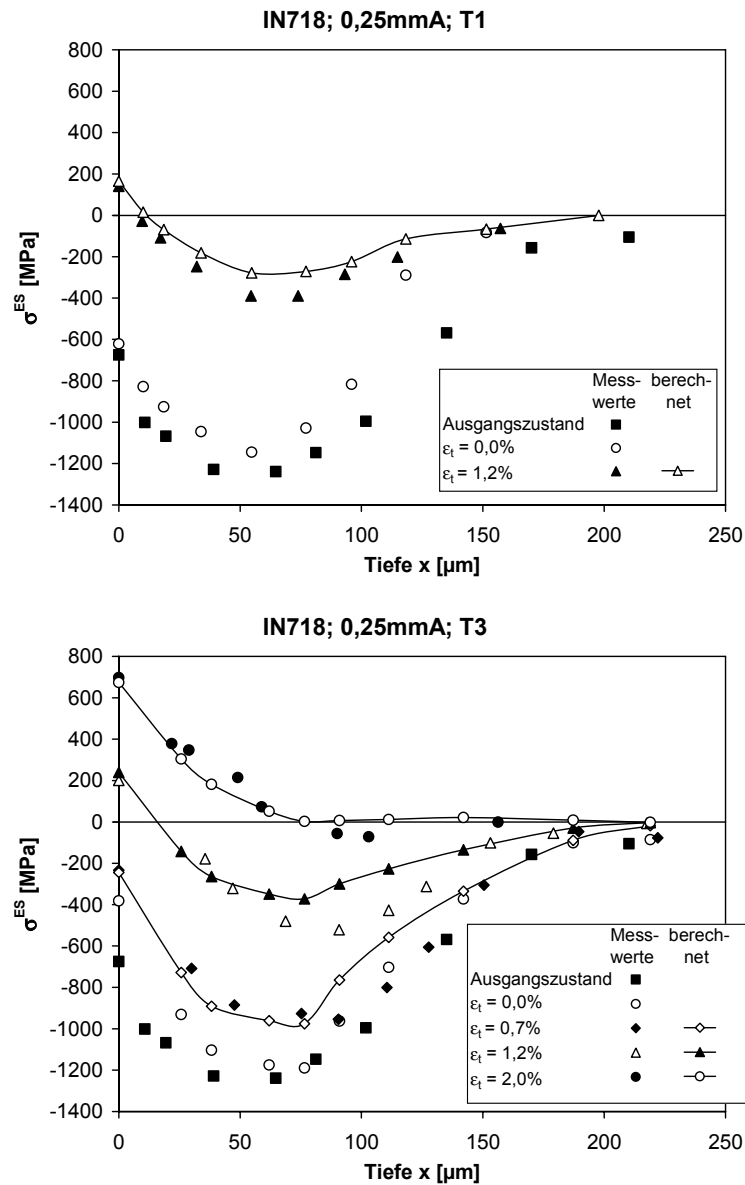 IN718; 0,25mmA; T1
800
600
400
200
0
-200
-400
-600
-800
-1000
-1200
-1400
σES [MPa]
Mess- berech-
werte net
Ausgangszustand
εt = 0,0%
εt = 1,2%
0 50 100 150 200 250
Tiefe x [µm]
IN718; 0,25mmA; T3
800
600
400
200
0
-200
-400
-600
-800
-1000
-1200
-1400
σES [MPa]
Mess- berech-
werte net
Ausgangszustand
εt = 0,0%
εt = 0,7%
εt = 1,2%
εt = 2,0%
0 50 100 150 200 250
Tiefe x [µm]